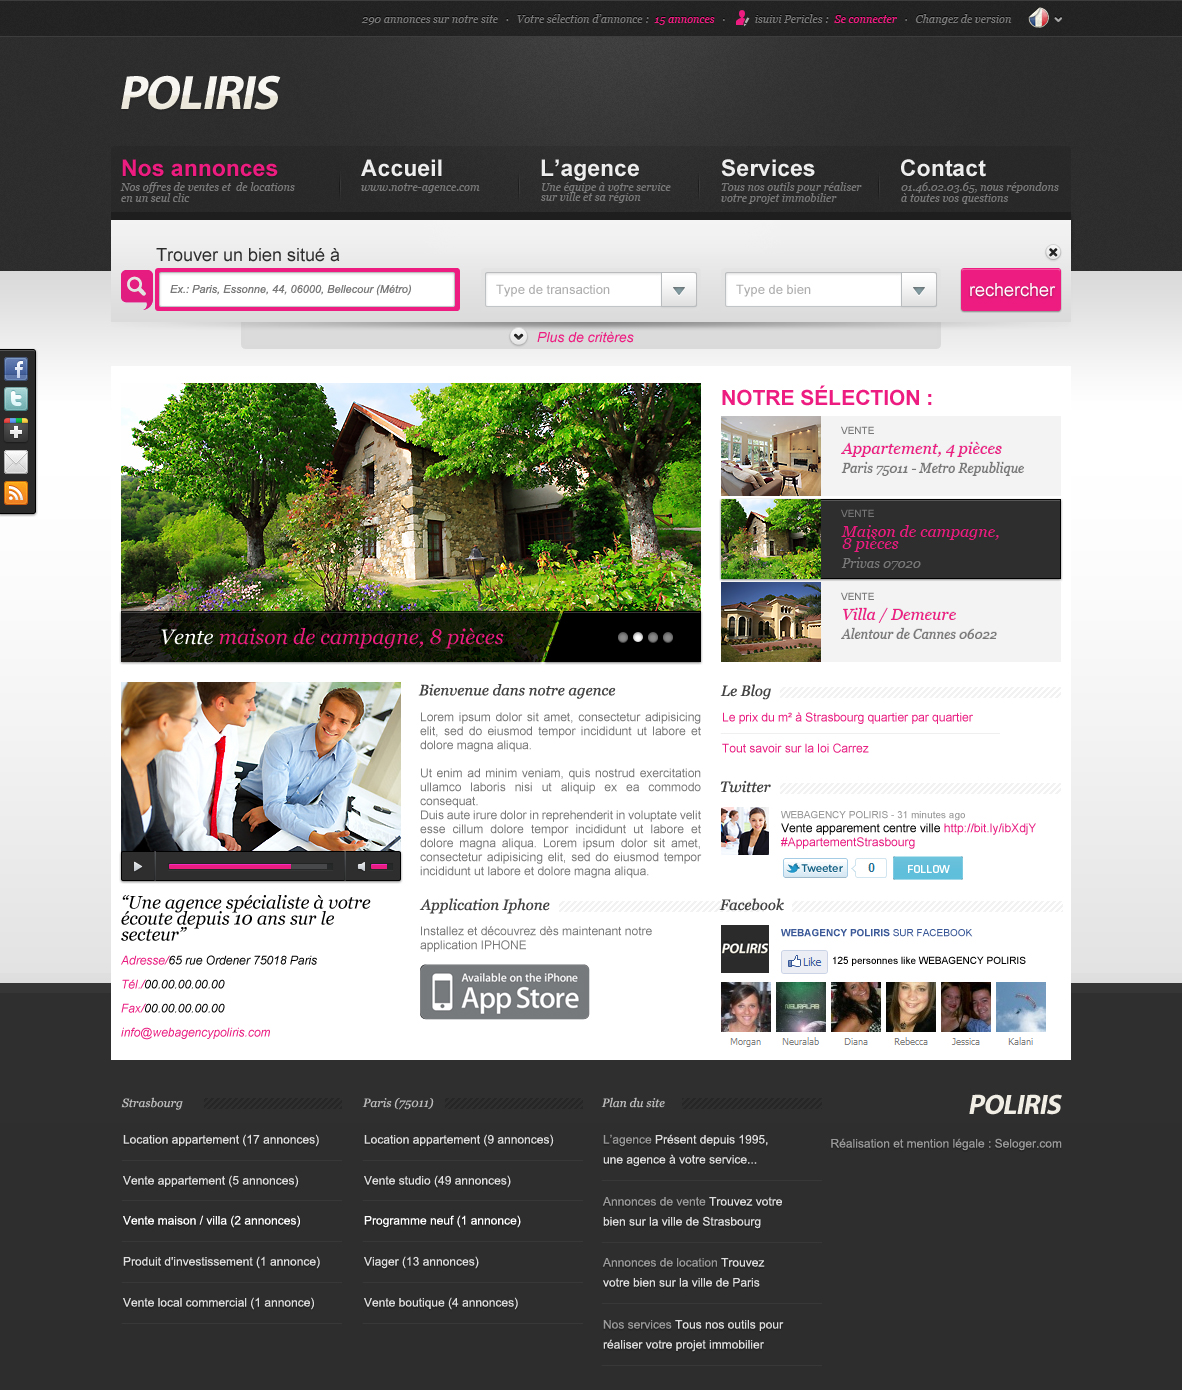 290 annonces sur notre site · Votre sélection d'annonce : 15 annonces · isuivi Pericles : Se connecter · Changez de version
POLIRIS
Nos annonces
Nos offres de ventes et de locations
en un seul clic
Accueil
www.notre-agence.com
L'agence
Une équipe à votre service
sur ville et sa région
Services
Tous nos outils pour réaliser
votre projet immobilier
Contact
01.46.02.03.65, nous répondons
à toutes vos questions
Trouver un bien situé à
Ex.: Paris, Essonne, 44, 06000, Bellecour (Métro)
Type de transaction
Type de bien
rechercher
Plus de critères
Vente maison de campagne, 8 pièces
NOTRE SÉLECTION :
VENTE
Appartement, 4 pièces
Paris 75011 - Metro Republique
VENTE
Maison de campagne,
8 pièces
Privas 07020
VENTE
Villa / Demeure
Alentour de Cannes 06022
“Une agence spécialiste à votre
écoute depuis 10 ans sur le
secteur”
Adresse/65 rue Ordener 75018 Paris
Tél./00.00.00.00.00
Fax/00.00.00.00.00
info@webagencypoliris.com
Bienvenue dans notre agence
Lorem ipsum dolor sit amet, consectetur adipisicing
elit, sed do eiusmod tempor incididunt ut labore et
dolore magna aliqua.
Ut enim ad minim veniam, quis nostrud exercitation
ullamco laboris nisi ut aliquip ex ea commodo
consequat.
Duis aute irure dolor in reprehenderit in voluptate velit
esse cillum dolore tempor incididunt ut labore et
dolore magna aliqua. Lorem ipsum dolor sit amet,
consectetur adipisicing elit, sed do eiusmod tempor
incididunt ut labore et dolore magna aliqua.
Application Iphone
Installez et découvrez dès maintenant notre
application IPHONE
Available on the iPhone
App Store
Le Blog
Le prix du m² à Strasbourg quartier par quartier
Tout savoir sur la loi Carrez
Twitter
WEBAGENCY POLIRIS - 31 minutes ago
Vente apparement centre ville http://bit.ly/ibXdjY
#AppartementStrasbourg
Tweeter 0 FOLLOW
Facebook
POLIRIS
WEBAGENCY POLIRIS SUR FACEBOOK
Like 125 personnes like WEBAGENCY POLIRIS
NEURALAB
Morgan Neuralab Diana Rebecca Jessica Kalani
Strasbourg
Location appartement (17 annonces)
Vente appartement (5 annonces)
Vente maison / villa (2 annonces)
Produit d'investissement (1 annonce)
Vente local commercial (1 annonce)
Paris (75011)
Location appartement (9 annonces)
Vente studio (49 annonces)
Programme neuf (1 annonce)
Viager (13 annonces)
Vente boutique (4 annonces)
Plan du site
L'agence Présent depuis 1995,
une agence à votre service...
Annonces de vente Trouvez votre
bien sur la ville de Strasbourg
Annonces de location Trouvez
votre bien sur la ville de Paris
Nos services Tous nos outils pour
réaliser votre projet immobilier
POLIRIS
Réalisation et mention légale : Seloger.com